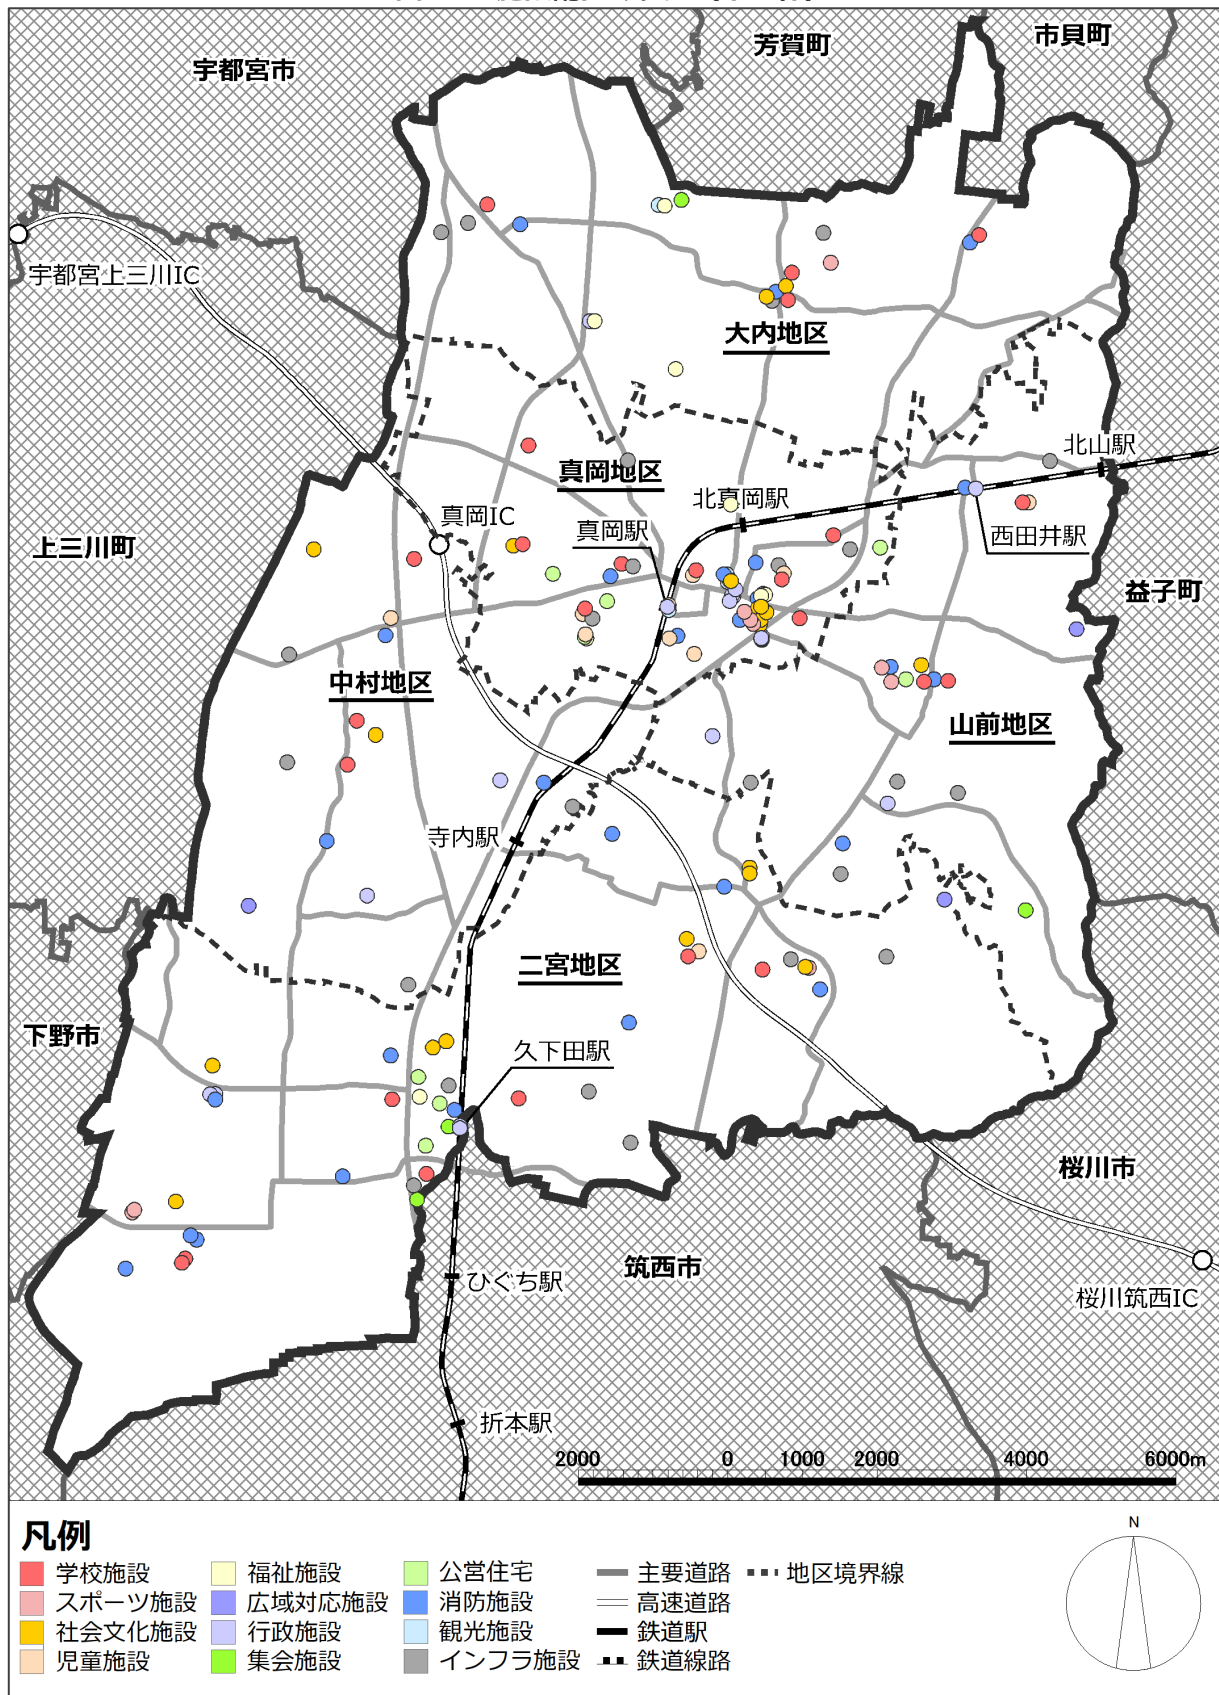 芳賀町
市貝町
宇都宮市
宇都宮上三川IC
大内地区
北山駅
真岡地区
北真岡駅
真岡IC
真岡駅
西田井駅
上三川町
益子町
中村地区
山前地区
寺内駅
二宮地区
下野市
久下田駅
桜川市
筑西市
ひぐち駅
桜川筑西IC
折本駅
2000 0 1000 2000 4000 6000m
凡例
学校施設 福祉施設 公営住宅 主要道路 地区境界線
スポーツ施設 広域対応施設 消防施設 高速道路
社会文化施設 行政施設 観光施設 鉄道駅
児童施設 集会施設 インフラ施設 鉄道線路
N